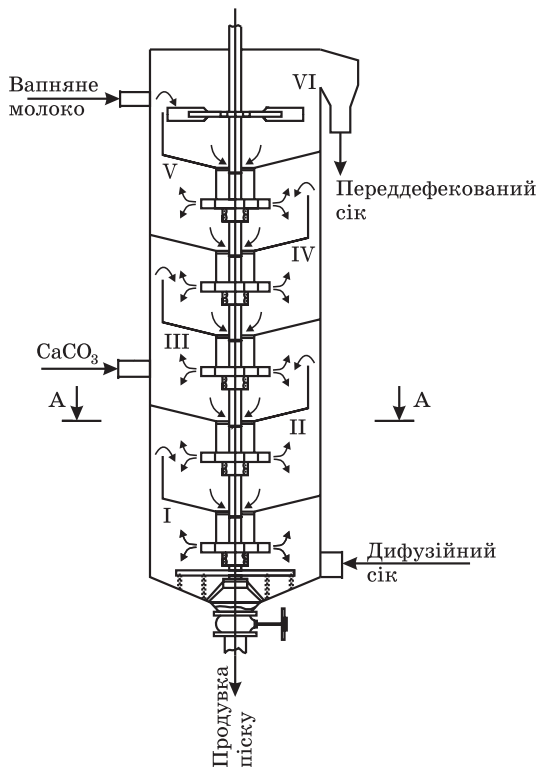 Вапняне
молоко
VI
V
Переддефекований
сік
IV
III
CaCO3
A
A
II
I
Дифузійний
сік
Продувка
піску